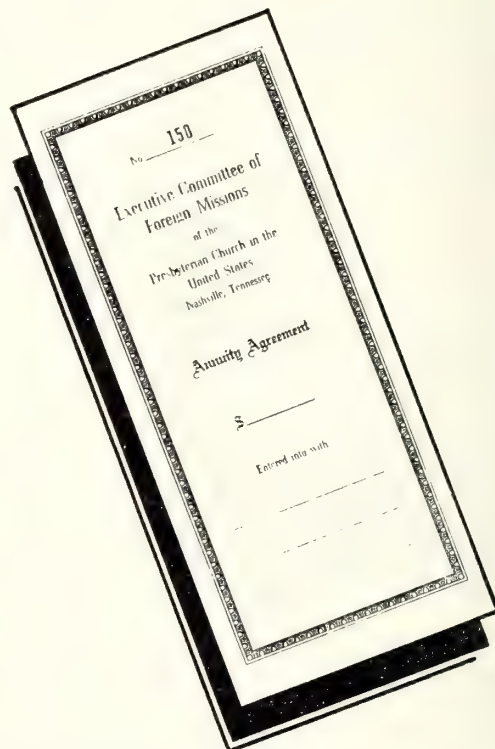 No. 150
Executive Committee of
Foreign Missions
of the
Presbyterian Church in the
United States
Nashville, Tennessee
Annuity Agreement
$
Entered into with